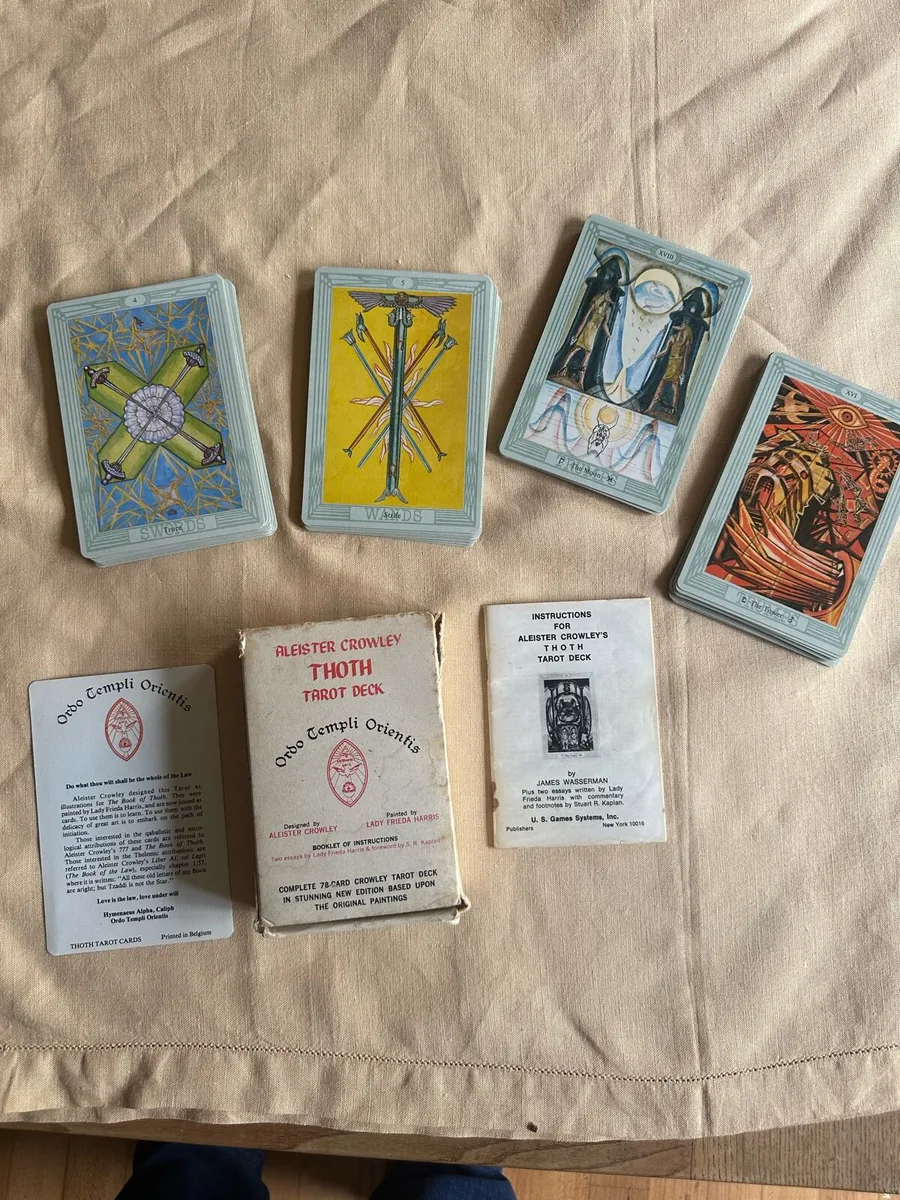 4
SWORDS
Truce
5
WANDS
Strife
XVIII
The Moon
XVI
The Tower
Ordo Templi Orientis
Do what thou wilt shall be the whole of the Law
Aleister Crowley designed this Tarot as
illustrations for The Book of Thoth. They were
painted by Lady Frieda Harris, and are now issued as
cards. To use them is to learn. To use them with the
delicacy of great art is to embark on the path of
initiation.
Those interested in the qabalistic and astro-
logical attributions of these cards are referred to
Aleister Crowley's 777 and The Book of Thoth.
Those interested in the Thelemic attributions are
referred to Aleister Crowley's Liber AL vel Legis
(The Book of the Law), especially chapter 1:57,
where it is written: "All these old letters of my Book
are aright; but Tzaddi is not the Star."
Love is the law, love under will
Hymenaeus Alpha, Caliph
Ordo Templi Orientis
THOTH TAROT CARDS Printed in Belgium
ALEISTER CROWLEY
THOTH
TAROT DECK
Ordo Templi Orientis
Designed by
ALEISTER CROWLEY
Painted by
LADY FRIEDA HARRIS
BOOKLET OF INSTRUCTIONS
Two essays by Lady Frieda Harris & foreword by S. R. Kaplan
COMPLETE 78-CARD CROWLEY TAROT DECK
IN STUNNING NEW EDITION BASED UPON
THE ORIGINAL PAINTINGS
INSTRUCTIONS
FOR
ALEISTER CROWLEY'S
THOTH
TAROT DECK
by
JAMES WASSERMAN
Plus two essays written by Lady
Frieda Harris with commentary
and footnotes by Stuart R. Kaplan.
U. S. Games Systems, Inc.
Publishers New York 10016